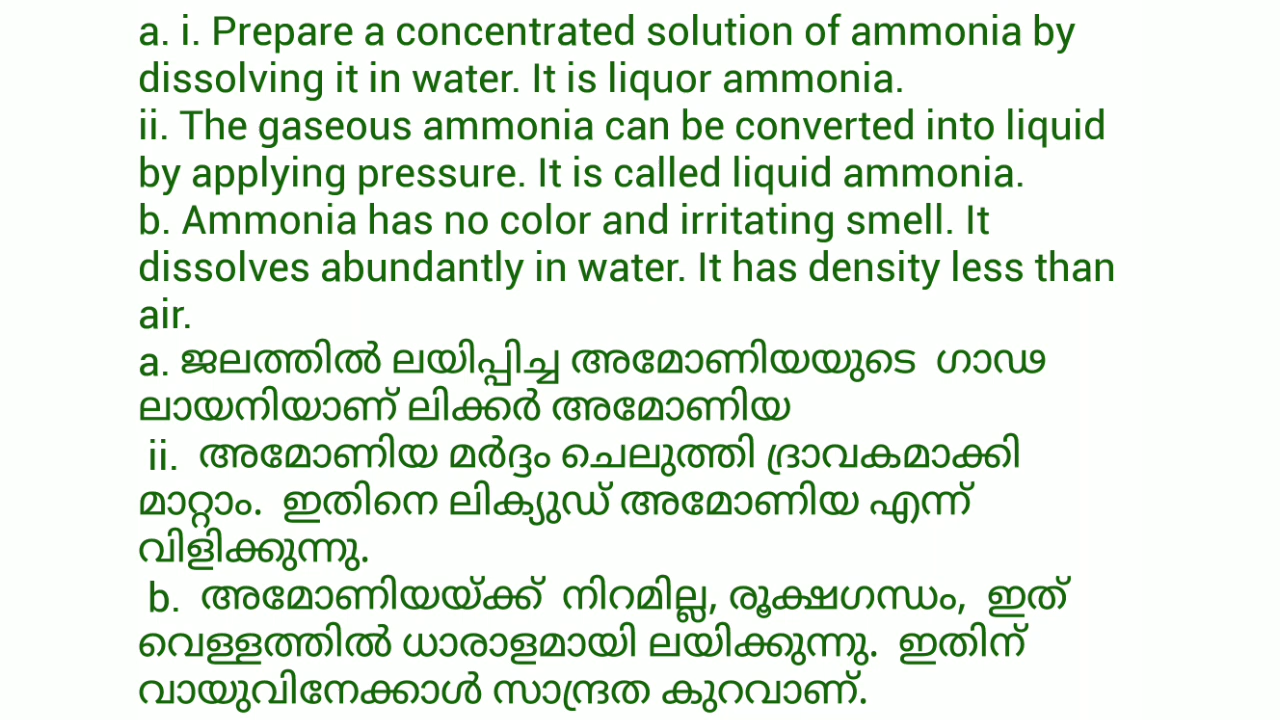 a. i. Prepare a concentrated solution of ammonia by
dissolving it in water. It is liquor ammonia.
ii. The gaseous ammonia can be converted into liquid
by applying pressure. It is called liquid ammonia.
b. Ammonia has no color and irritating smell. It
dissolves abundantly in water. It has density less than
air.
a. ജലത്തിൽ ലയിപ്പിച്ച അമോണിയയുടെ ഗാഢ
ലായനിയാണ് ലിക്കർ അമോണിയ
ii. അമോണിയ മർദ്ദം ചെലുത്തി ദ്രാവകമാക്കി
മാറ്റാം. ഇതിനെ ലിക്യുഡ് അമോണിയ എന്ന്
വിളിക്കുന്നു.
b. അമോണിയയ്ക്ക് നിറമില്ല, രൂക്ഷഗന്ധം, ഇത്
വെള്ളത്തിൽ ധാരാളമായി ലയിക്കുന്നു. ഇതിന്
വായുവിനേക്കാൾ സാന്ദ്രത കുറവാണ്.